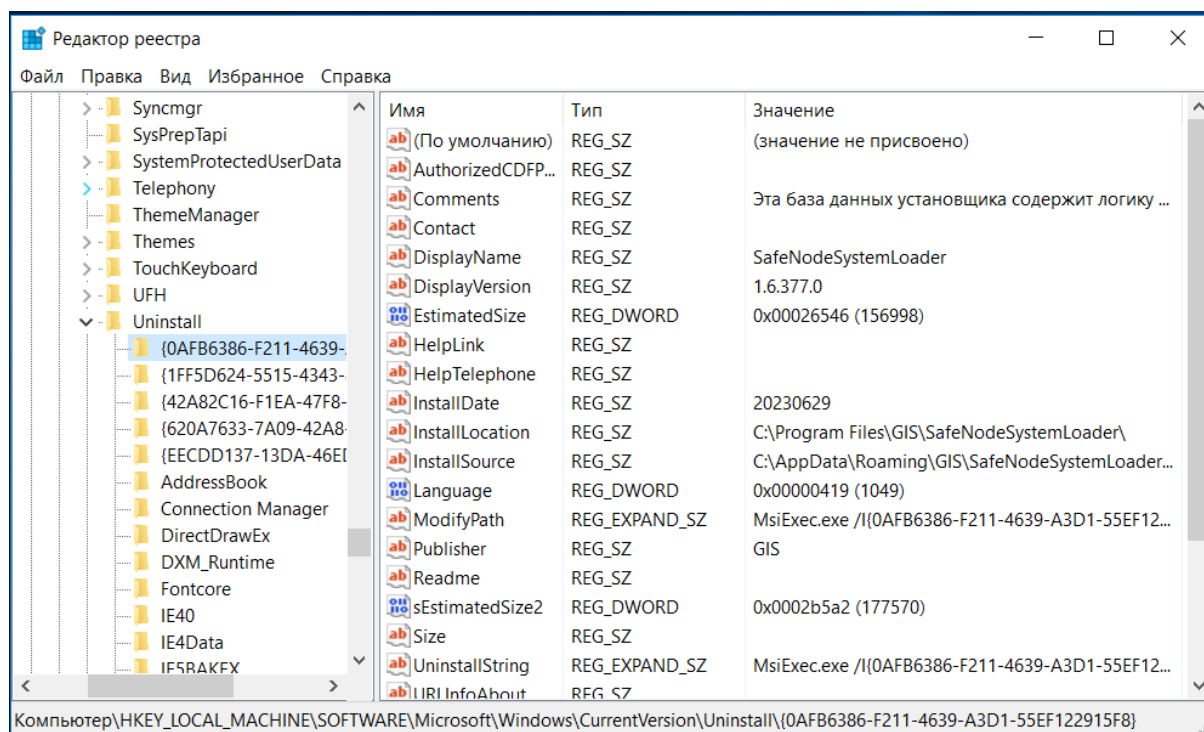 Редактор реестра
Файл Правка Вид Избранное Справка
Syncmgr
SysPrepTapi
SystemProtectedUserData
Telephony
ThemeManager
Themes
TouchKeyboard
UFH
Uninstall
{0AFB6386-F211-4639-
{1FF5D624-5515-4343-
{42A82C16-F1EA-47F8-
{620A7633-7A09-42A8-
{EECDD137-13DA-46E
AddressBook
Connection Manager
DirectDrawEx
DXM_Runtime
Fontcore
IE40
IE4Data
IE5BAKEX
Имя Тип Значение
(По умолчанию) REG_SZ (значение не присвоено)
AuthorizedCDFP... REG_SZ
Comments REG_SZ Эта база данных установщика содержит логику ...
Contact REG_SZ
DisplayName REG_SZ SafeNodeSystemLoader
DisplayVersion REG_SZ 1.6.377.0
EstimatedSize REG_DWORD 0x00026546 (156998)
HelpLink REG_SZ
HelpTelephone REG_SZ
InstallDate REG_SZ 20230629
InstallLocation REG_SZ C:\Program Files\GIS\SafeNodeSystemLoader\
InstallSource REG_SZ C:\AppData\Roaming\GIS\SafeNodeSystemLoader...
Language REG_DWORD 0x00000419 (1049)
ModifyPath REG_EXPAND_SZ MsiExec.exe /I{0AFB6386-F211-4639-A3D1-55EF12...
Publisher REG_SZ GIS
Readme REG_SZ
sEstimatedSize2 REG_DWORD 0x0002b5a2 (177570)
Size REG_SZ
UninstallString REG_EXPAND_SZ MsiExec.exe /I{0AFB6386-F211-4639-A3D1-55EF12...
URLInfoAbout REG_SZ
Компьютер\HKEY_LOCAL_MACHINE\SOFTWARE\Microsoft\Windows\CurrentVersion\Uninstall\{0AFB6386-F211-4639-A3D1-55EF122915F8}